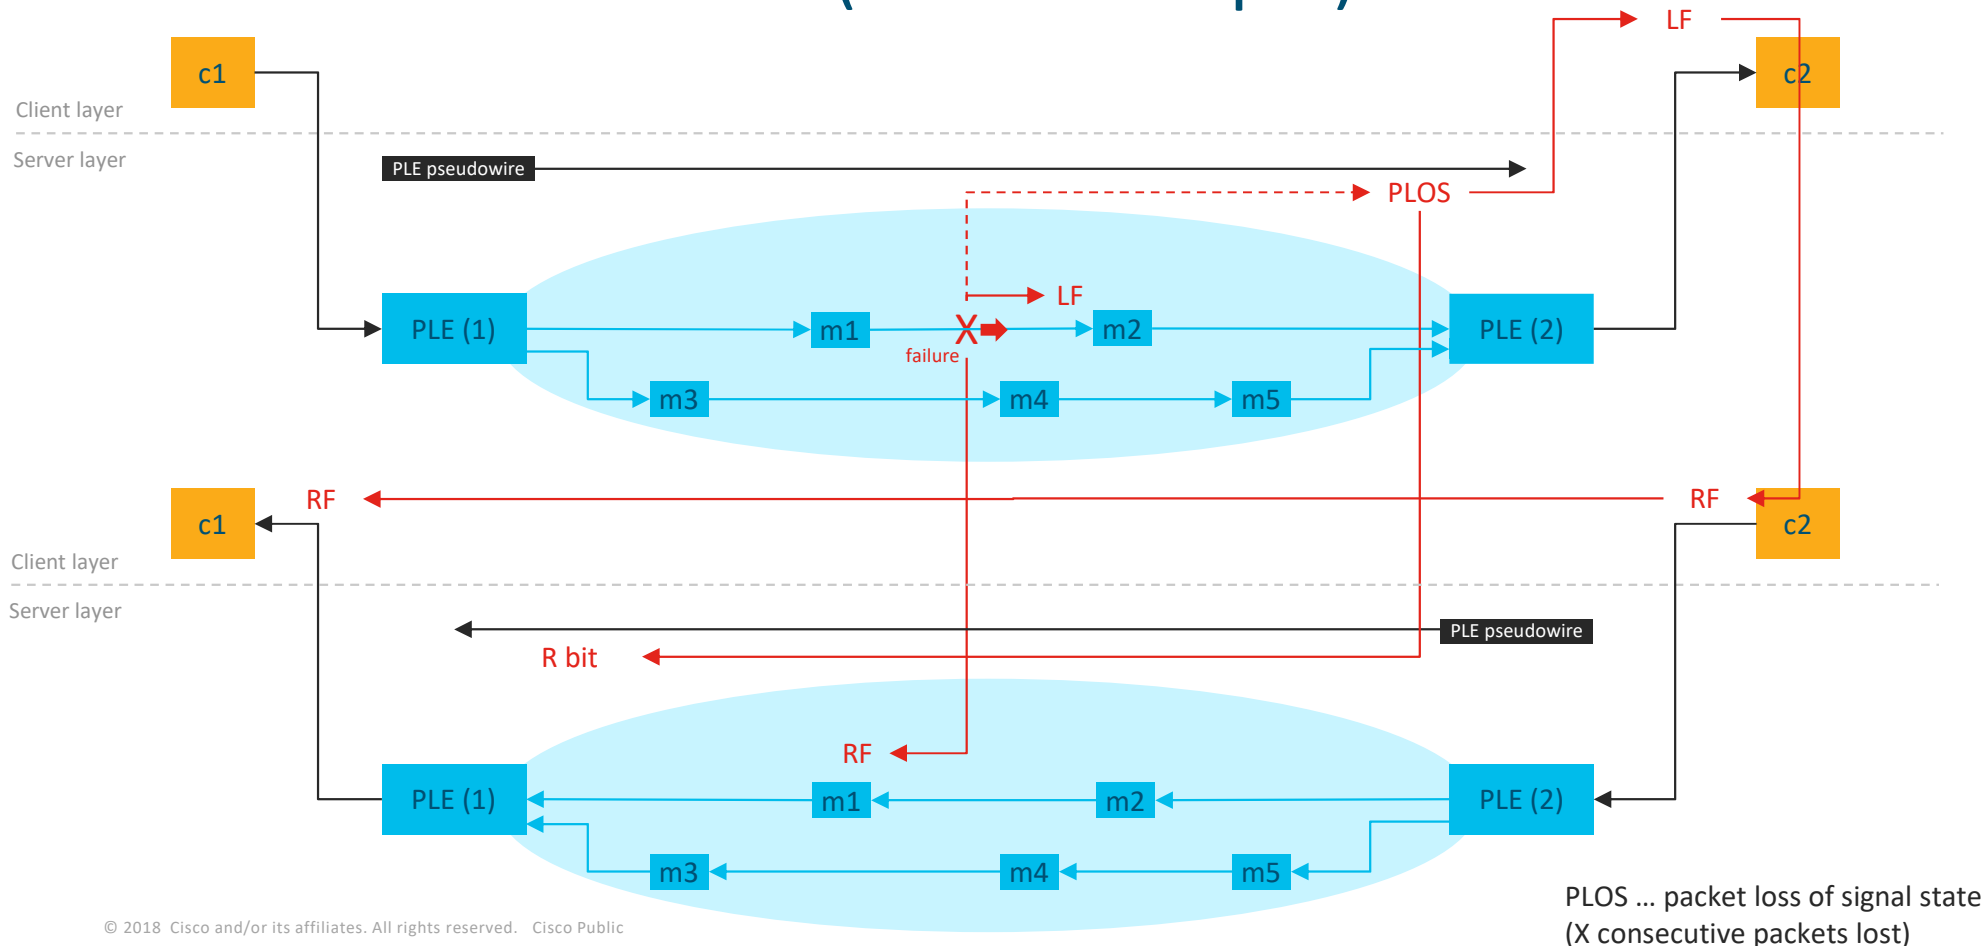 LF
c1
c2
Client layer
Server layer
PLE pseudowire
PLOS
LF
PLE (1)
m1
X
m2
PLE (2)
failure
m3
m4
m5
RF
RF
c1
c2
Client layer
Server layer
PLE pseudowire
R bit
RF
PLE (1)
m1
m2
PLE (2)
m3
m4
m5
PLOS ... packet loss of signal state
(X consecutive packets lost)
© 2018 Cisco and/or its affiliates. All rights reserved. Cisco Public